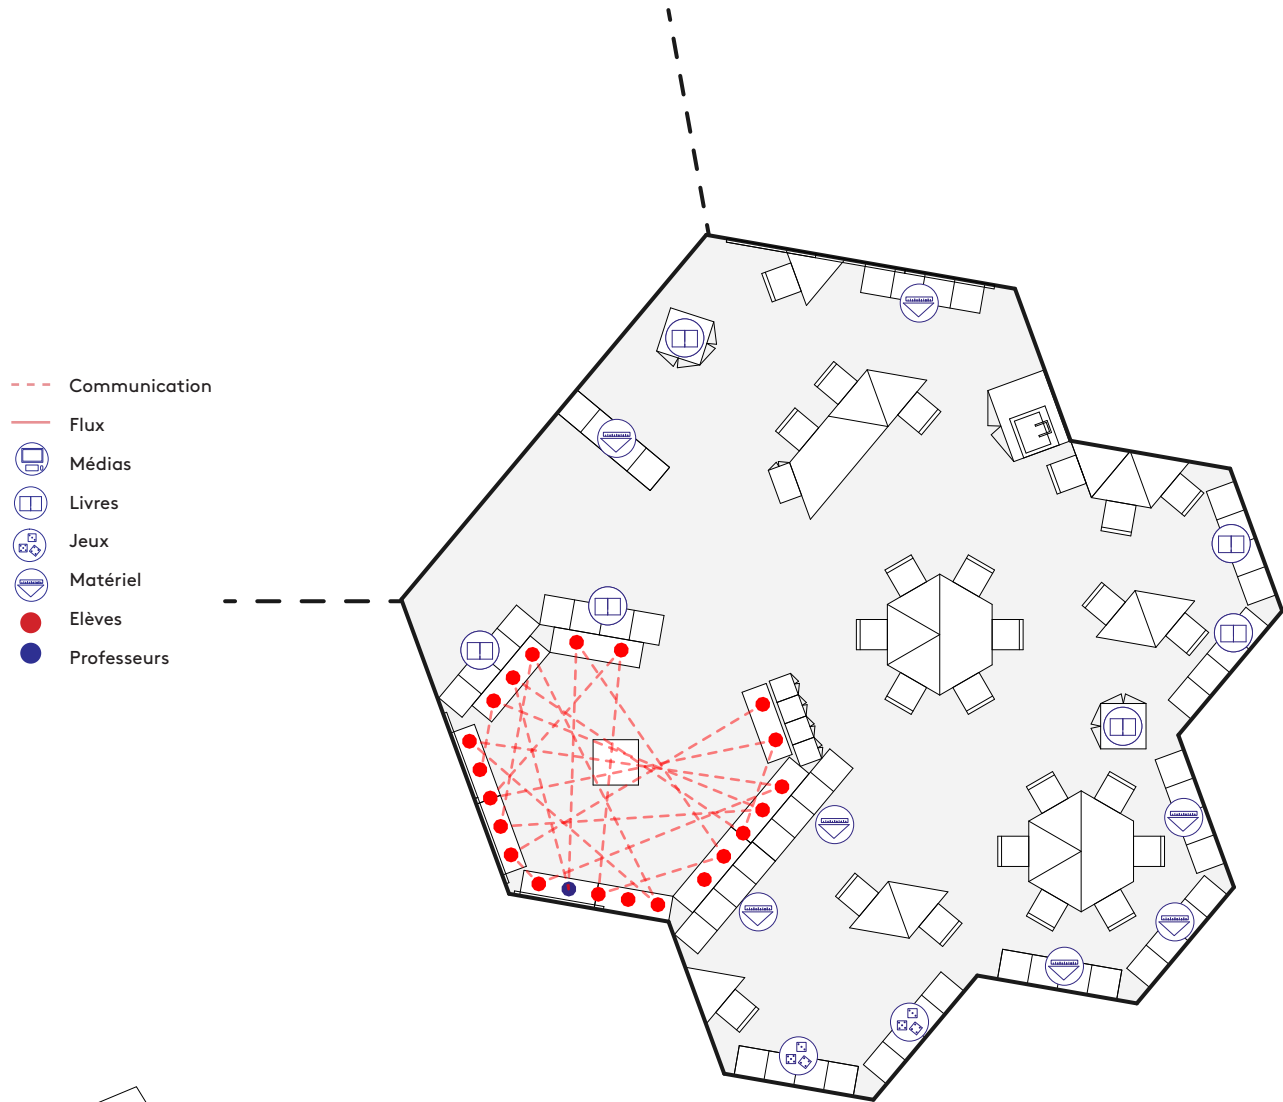 Communication
Flux
Médias
Livres
Jeux
Matériel
Elèves
Professeurs